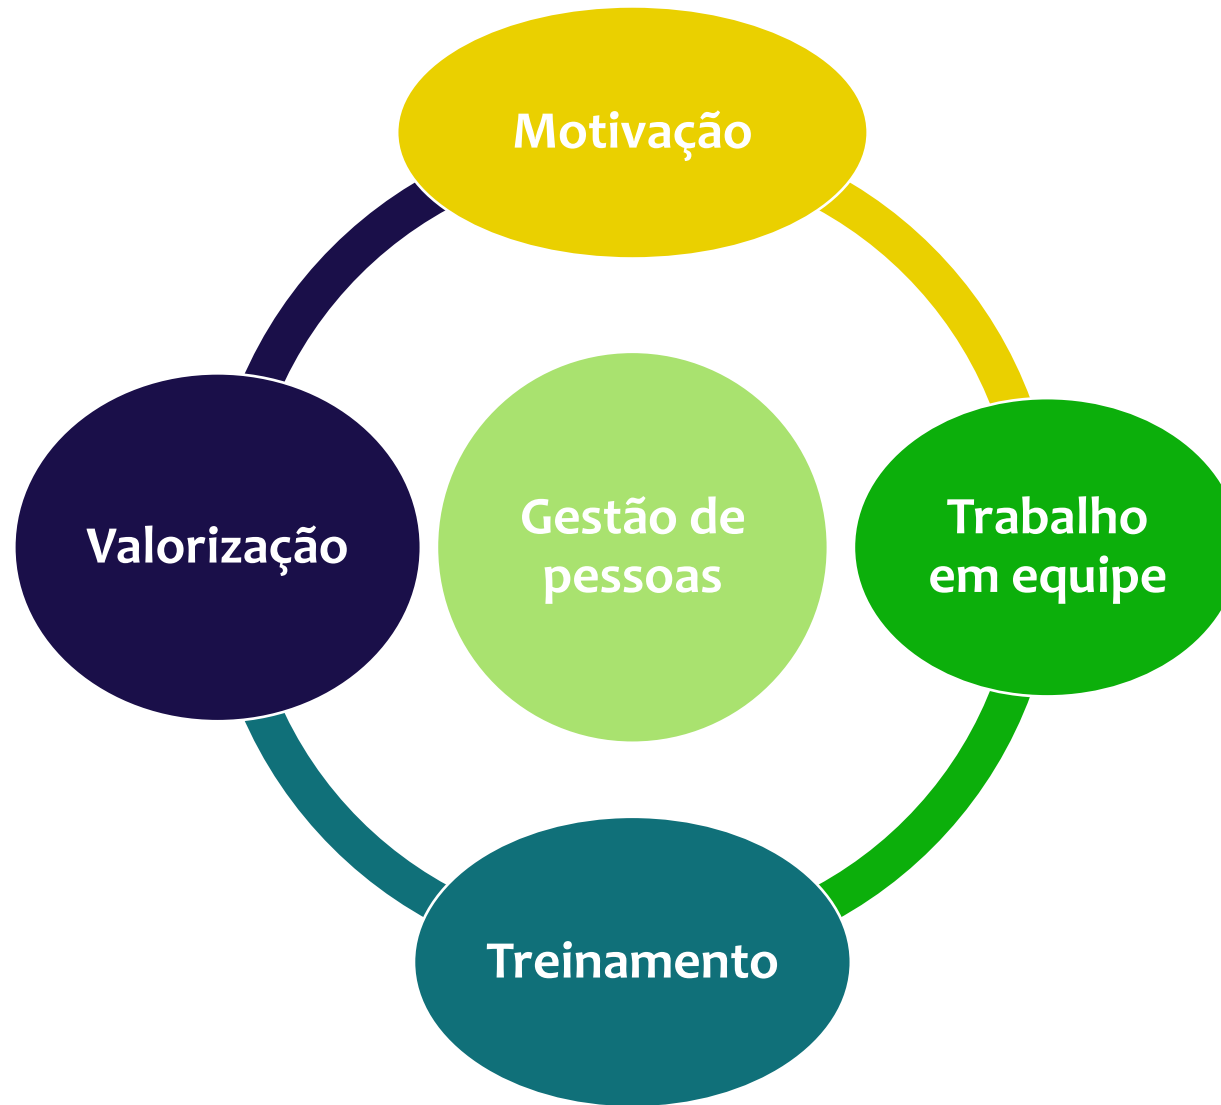 Motivação
Valorização
Gestão de
pessoas
Trabalho
em equipe
Treinamento